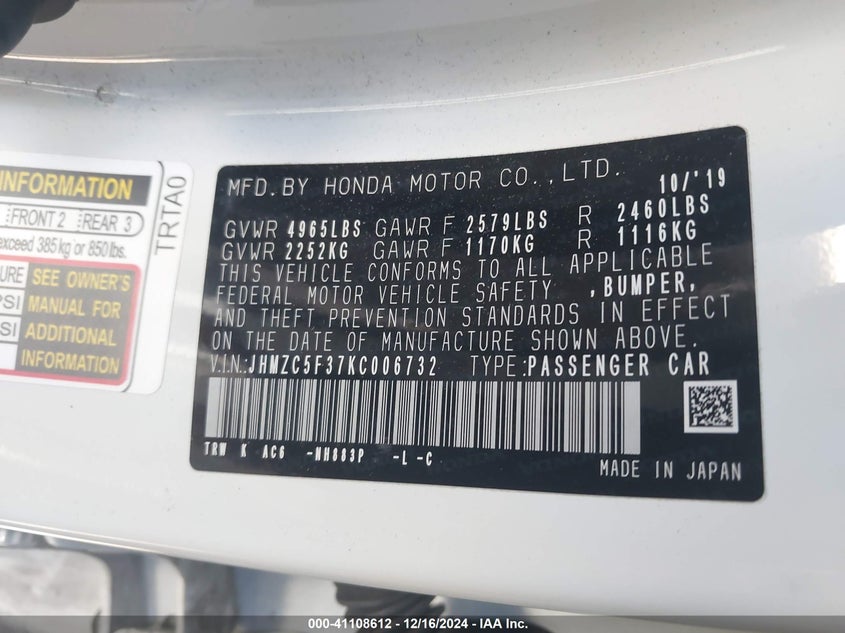 INFORMATION
FRONT 2 REAR 3
exceed 385 kg or 850 lbs.
SEE OWNER'S
MANUAL FOR
ADDITIONAL
INFORMATION
TRTA0
MFD.BY HONDA MOTOR CO.,LTD. 10/'19
GVWR 4965LBS GAWR F 2579LBS R 2460LBS
GVWR 2252KG GAWR F 1170KG R 1116KG
THIS VEHICLE CONFORMS TO ALL APPLICABLE
FEDERAL MOTOR VEHICLE SAFETY ,BUMPER,
AND THEFT PREVENTION STANDARDS IN EFFECT
ON THE DATE OF MANUFACTURE SHOWN ABOVE.
V.I.N.:JHMZC5F37KC006732 TYPE:PASSENGER CAR
TRW K AC6 -NH883P -L -C
MADE IN JAPAN
000-41108612 - 12/16/2024 - IAA Inc.